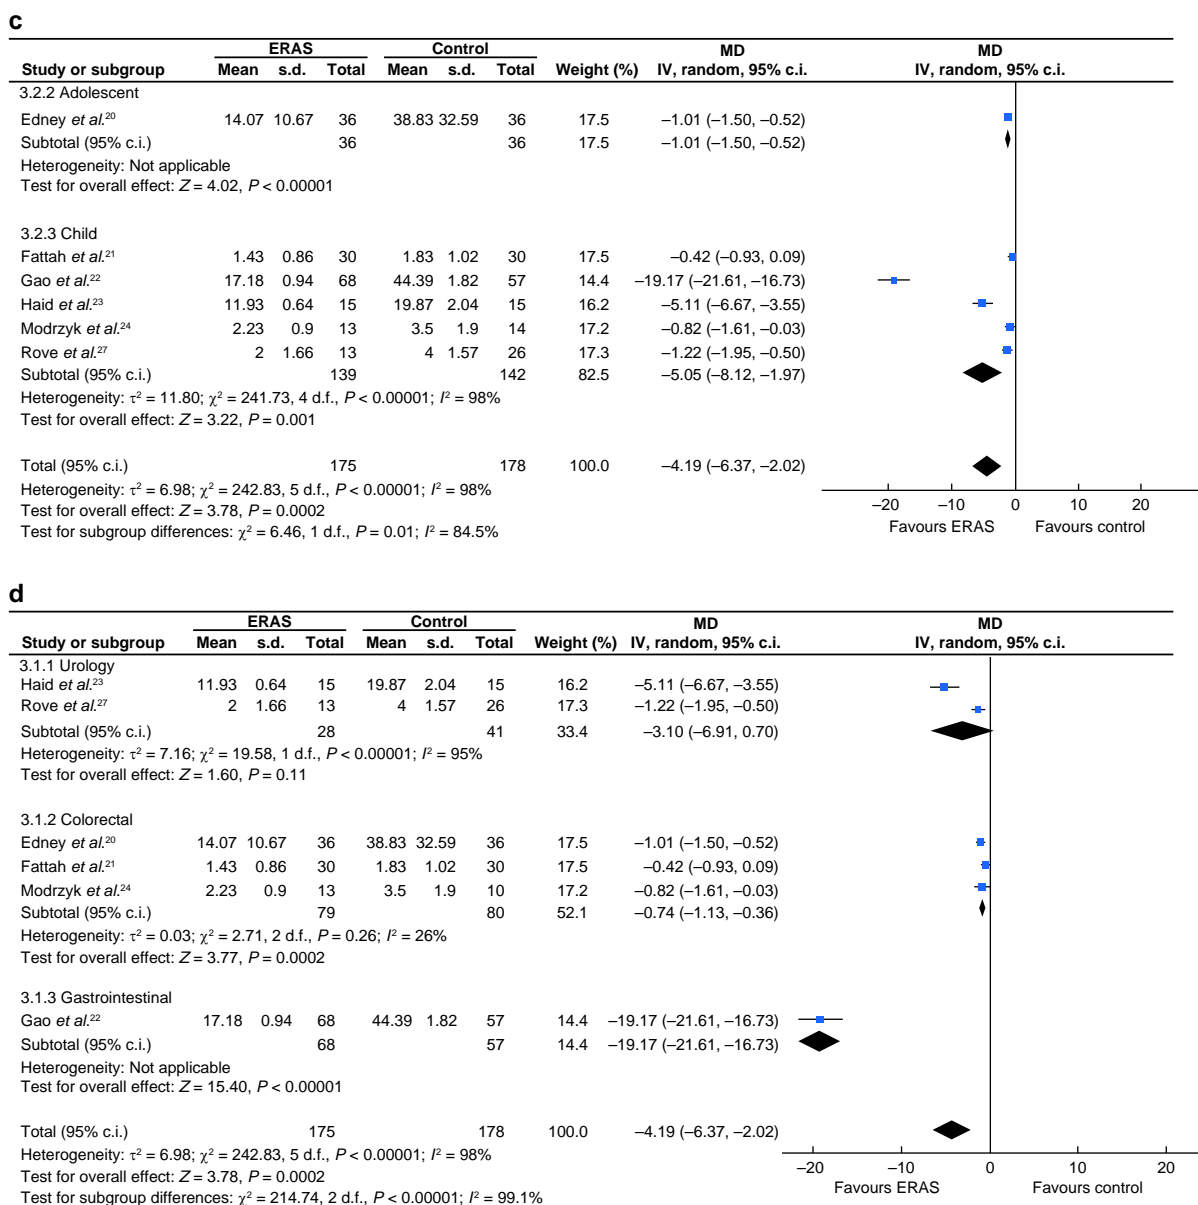 c
ERAS Control MD MD
Study or subgroup Mean s.d. Total Mean s.d. Total Weight (%) IV, random, 95% c.i. IV, random, 95% c.i.
3.2.2 Adolescent
Edney et al.20 14.07 10.67 36 38.83 32.59 36 17.5 –1.01 (–1.50, –0.52)
Subtotal (95% c.i.) 36 36 17.5 –1.01 (–1.50, –0.52)
Heterogeneity: Not applicable
Test for overall effect: Z = 4.02, P < 0.00001
3.2.3 Child
Fattah et al.21 1.43 0.86 30 1.83 1.02 30 17.5 –0.42 (–0.93, 0.09)
Gao et al.22 17.18 0.94 68 44.39 1.82 57 14.4 –19.17 (–21.61, –16.73)
Haid et al.23 11.93 0.64 15 19.87 2.04 15 16.2 –5.11 (–6.67, –3.55)
Modrzyk et al.24 2.23 0.9 13 3.5 1.9 14 17.2 –0.82 (–1.61, –0.03)
Rove et al.27 2 1.66 13 4 1.57 26 17.3 –1.22 (–1.95, –0.50)
Subtotal (95% c.i.) 139 142 82.5 –5.05 (–8.12, –1.97)
Heterogeneity: τ2 = 11.80; χ2 = 241.73, 4 d.f., P < 0.00001; I2 = 98%
Test for overall effect: Z = 3.22, P = 0.001
Total (95% c.i.) 175 178 100.0 –4.19 (–6.37, –2.02)
Heterogeneity: τ2 = 6.98; χ2 = 242.83, 5 d.f., P < 0.00001; I2 = 98%
Test for overall effect: Z = 3.78, P = 0.0002
Test for subgroup differences: χ2 = 6.46, 1 d.f., P = 0.01; I2 = 84.5%
–20 –10 0 10 20
Favours ERAS Favours control
d
ERAS Control MD MD
Study or subgroup Mean s.d. Total Mean s.d. Total Weight (%) IV, random, 95% c.i. IV, random, 95% c.i.
3.1.1 Urology
Haid et al.23 11.93 0.64 15 19.87 2.04 15 16.2 –5.11 (–6.67, –3.55)
Rove et al.27 2 1.66 13 4 1.57 26 17.3 –1.22 (–1.95, –0.50)
Subtotal (95% c.i.) 28 41 33.4 –3.10 (–6.91, 0.70)
Heterogeneity: τ2 = 7.16; χ2 = 19.58, 1 d.f., P < 0.00001; I2 = 95%
Test for overall effect: Z = 1.60, P = 0.11
3.1.2 Colorectal
Edney et al.20 14.07 10.67 36 38.83 32.59 36 17.5 –1.01 (–1.50, –0.52)
Fattah et al.21 1.43 0.86 30 1.83 1.02 30 17.5 –0.42 (–0.93, 0.09)
Modrzyk et al.24 2.23 0.9 13 3.5 1.9 10 17.2 –0.82 (–1.61, –0.03)
Subtotal (95% c.i.) 79 80 52.1 –0.74 (–1.13, –0.36)
Heterogeneity: τ2 = 0.03; χ2 = 2.71, 2 d.f., P = 0.26; I2 = 26%
Test for overall effect: Z = 3.77, P = 0.0002
3.1.3 Gastrointestinal
Gao et al.22 17.18 0.94 68 44.39 1.82 57 14.4 –19.17 (–21.61, –16.73)
Subtotal (95% c.i.) 68 57 14.4 –19.17 (–21.61, –16.73)
Heterogeneity: Not applicable
Test for overall effect: Z = 15.40, P < 0.00001
Total (95% c.i.) 175 178 100.0 –4.19 (–6.37, –2.02)
Heterogeneity: τ2 = 6.98; χ2 = 242.83, 5 d.f., P < 0.00001; I2 = 98%
Test for overall effect: Z = 3.78, P = 0.0002
Test for subgroup differences: χ2 = 214.74, 2 d.f., P < 0.00001; I2 = 99.1%
–20 –10 0 10 20
Favours ERAS Favours control